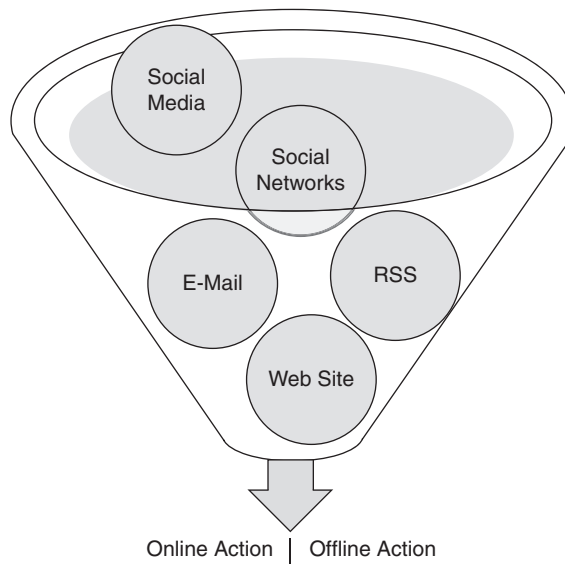 Social
Media
Social
Networks
E-Mail
RSS
Web Site
Online Action | Offline Action